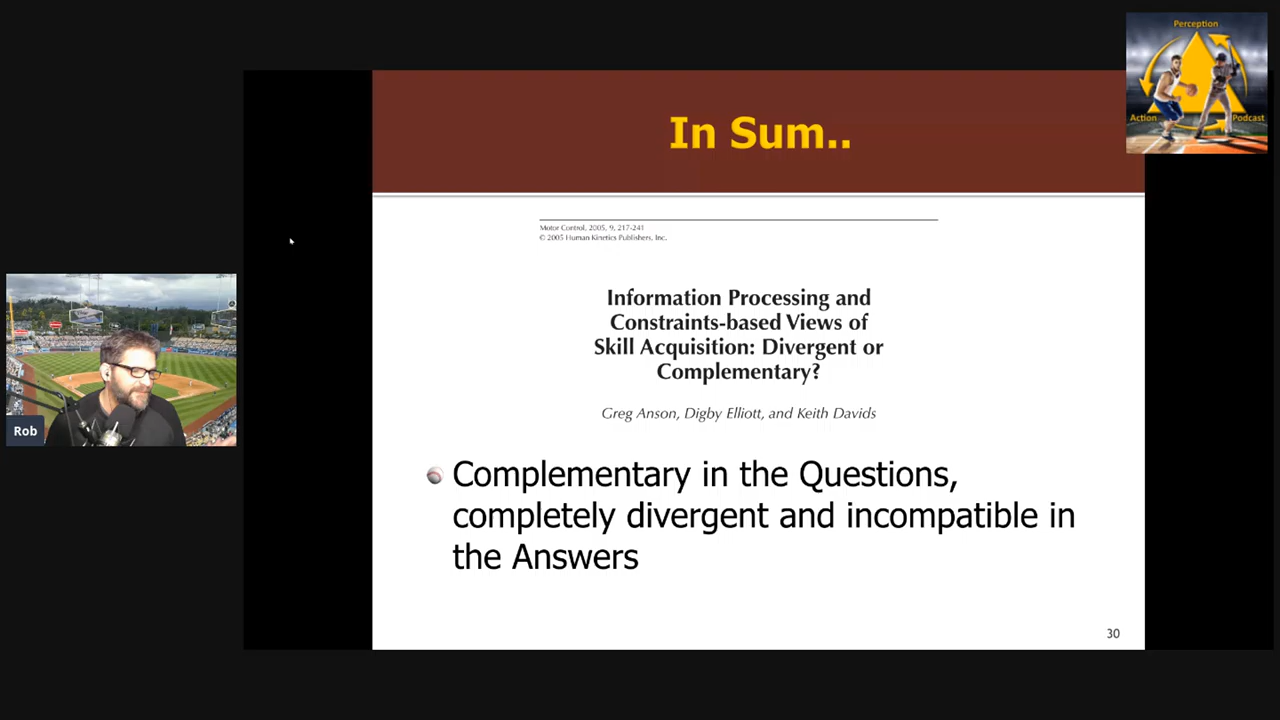 Perception
Action
Podcast
In Sum..
Motor Control, 2005, 9, 217-241
© 2005 Human Kinetics Publishers, Inc.
Information Processing and
Constraints-based Views of
Skill Acquisition: Divergent or
Complementary?
Greg Anson, Digby Elliott, and Keith Davids
Rob
Complementary in the Questions,
completely divergent and incompatible in
the Answers
30